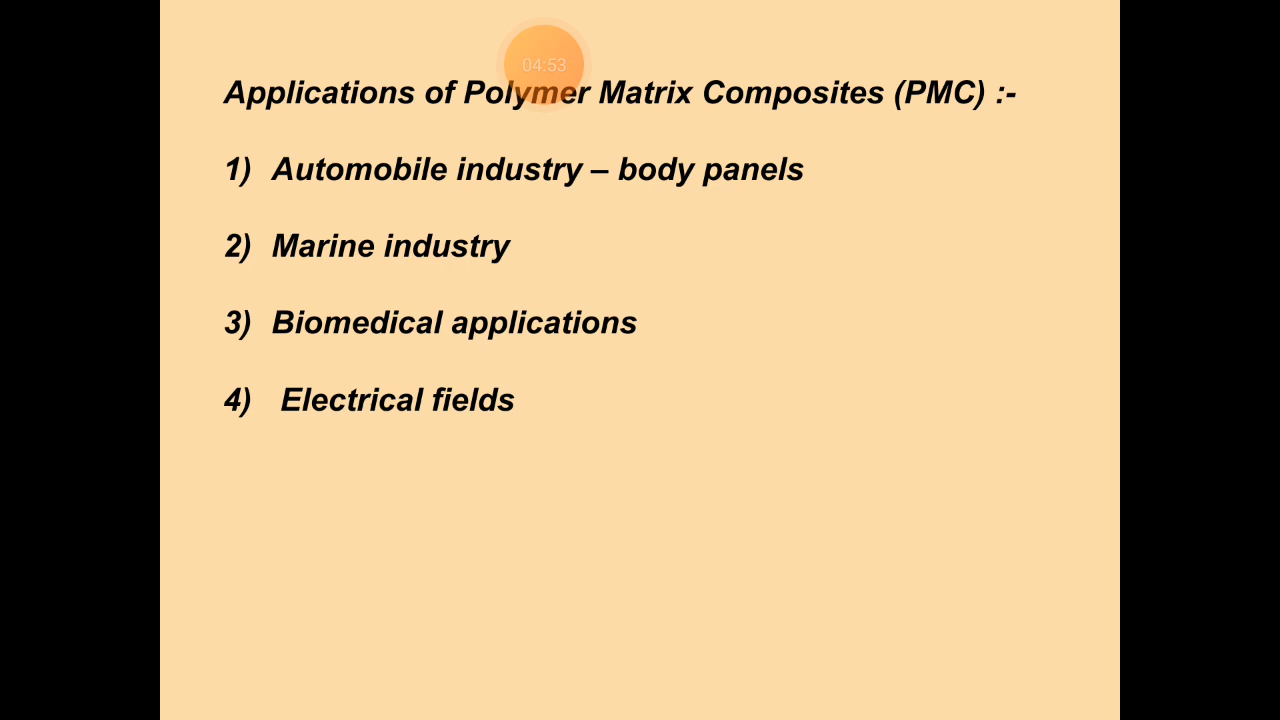 04:53
Applications of Polymer Matrix Composites (PMC) :-
1) Automobile industry – body panels
2) Marine industry
3) Biomedical applications
4) Electrical fields